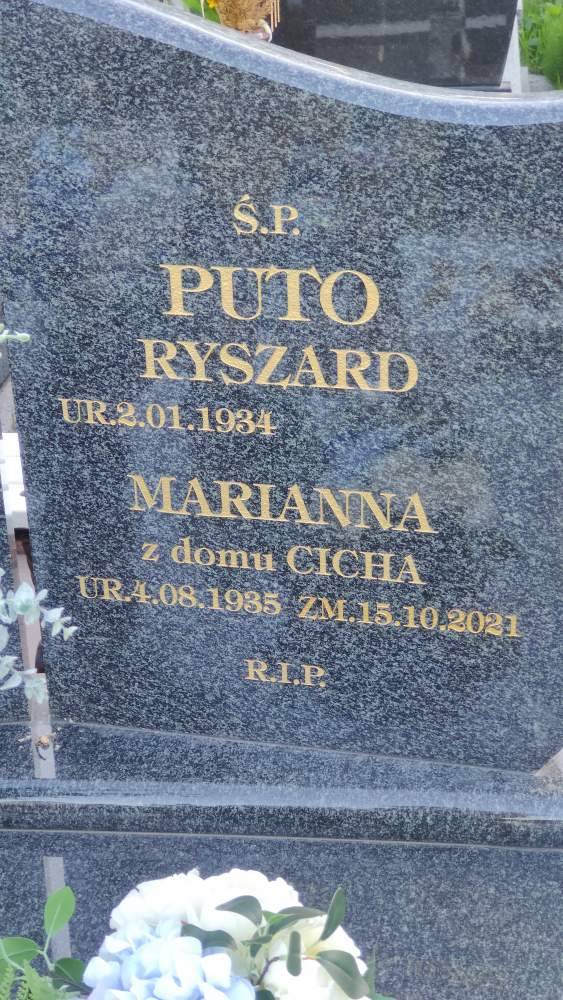 Ś.P.
PUTO
RYSZARD
UR.2.01.1934
MARIANNA
z domu CICHA
UR.4.08.1935 ZM.15.10.2021
R.I.P.